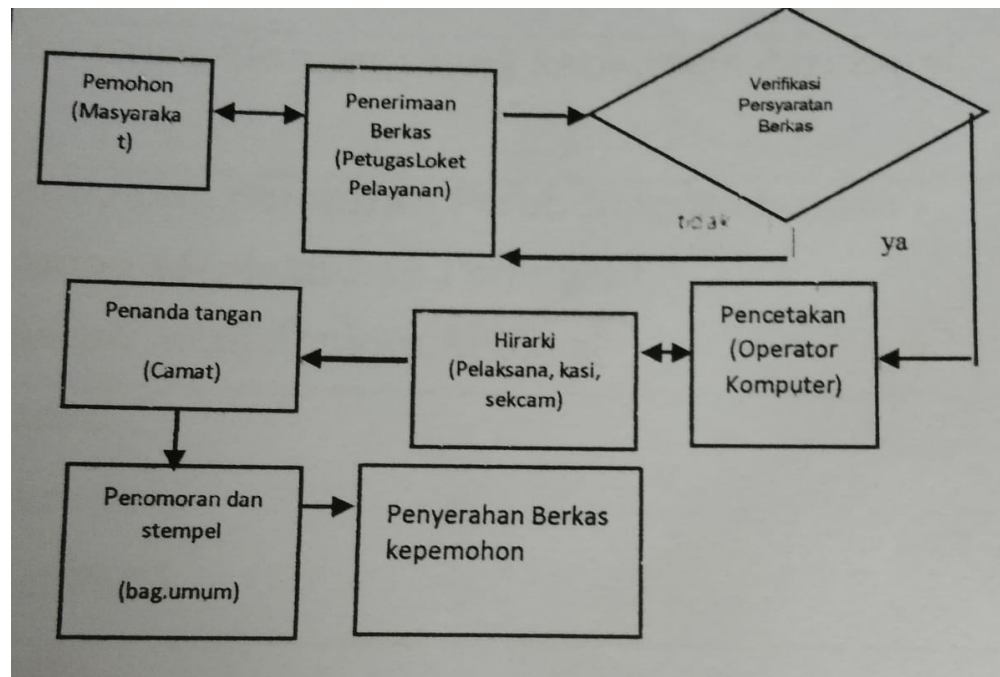 Pemohon
(Masyaraka
t)
Penerimaan
Berkas
(PetugasLoket
Pelayanan)
Verifikasi
Persyaratan
Berkas
tidak
ya
Penanda tangan
(Camat)
Hirarki
(Pelaksana, kasi,
sekcam)
Pencetakan
(Operator
Komputer)
Penomoran dan
stempel
(bag.umum)
Penyerahan Berkas
kepemohon